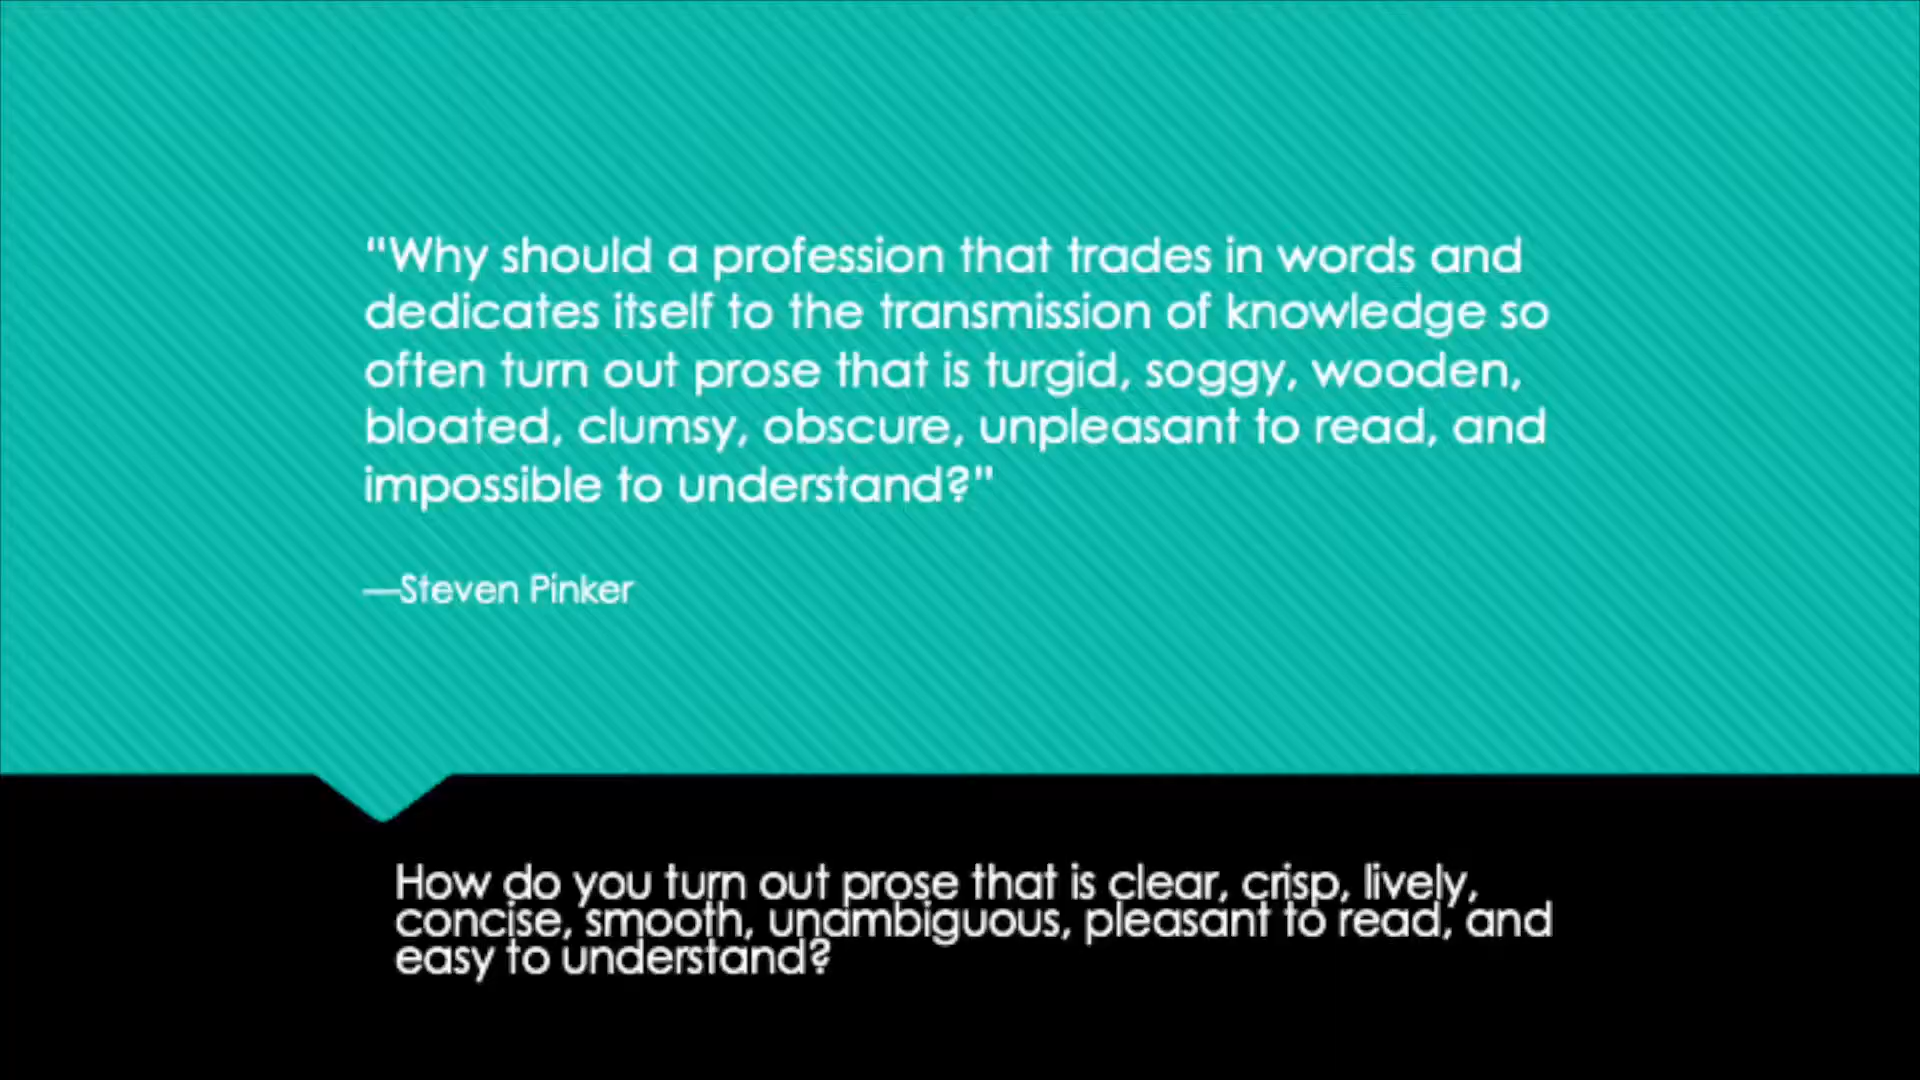 “Why should a profession that trades in words and
dedicates itself to the transmission of knowledge so
often turn out prose that is turgid, soggy, wooden,
bloated, clumsy, obscure, unpleasant to read, and
impossible to understand?”
—Steven Pinker
How do you turn out prose that is clear, crisp, lively,
concise, smooth, unambiguous, pleasant to read, and
easy to understand?